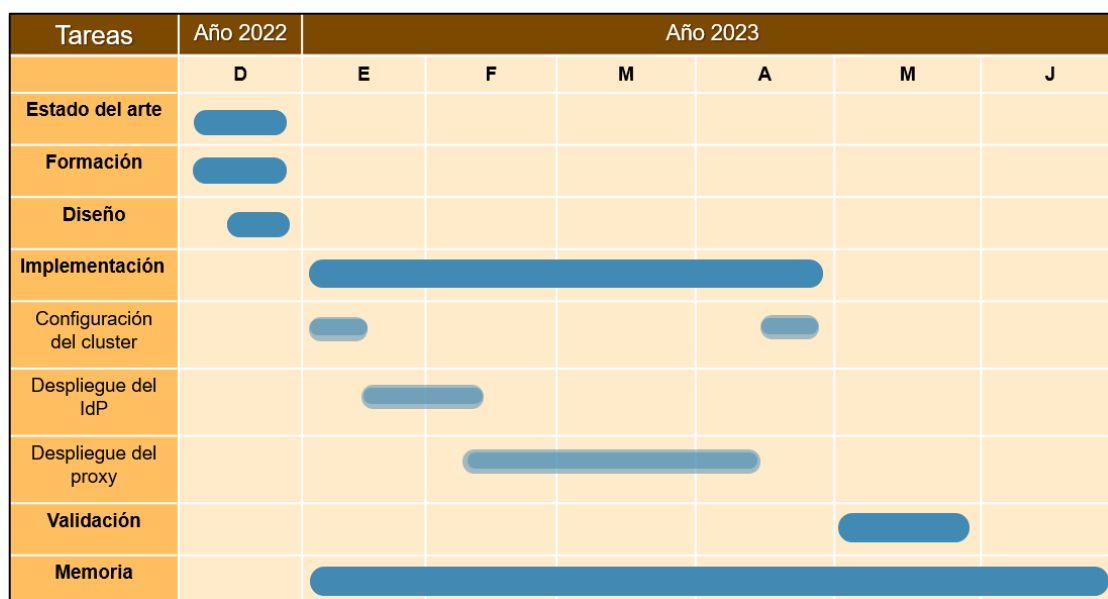 Tareas
Año 2022
Año 2023
D
E
F
M
A
M
J
Estado del arte
Formación
Diseño
Implementación
Configuración
del cluster
Despliegue del
IdP
Despliegue del
proxy
Validación
Memoria